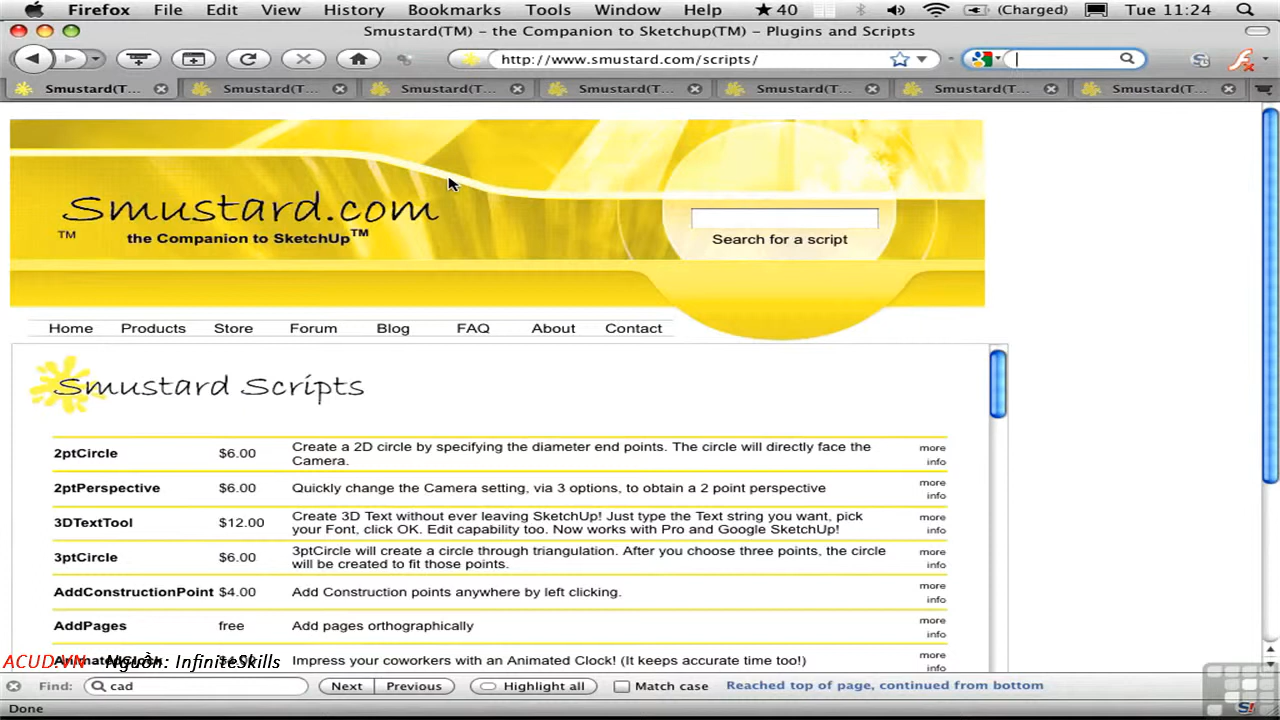 Firefox File Edit View History Bookmarks Tools Window Help 40 (Charged) Tue 11:24
Smustard(TM) – the Companion to Sketchup(TM) – Plugins and Scripts
http://www.smustard.com/scripts/
Smustard(T... Smustard(T... Smustard(T... Smustard(T... Smustard(T... Smustard(T... Smustard(T...
Smustard.com
TM the Companion to SketchUp™
Search for a script
Home Products Store Forum Blog FAQ About Contact
Smustard Scripts
2ptCircle $6.00 Create a 2D circle by specifying the diameter end points. The circle will directly face the Camera. more info
2ptPerspective $6.00 Quickly change the Camera setting, via 3 options, to obtain a 2 point perspective more info
3DTextTool $12.00 Create 3D Text without ever leaving SketchUp! Just type the Text string you want, pick your Font, click OK. Edit capability too. Now works with Pro and Google SketchUp! more info
3ptCircle $6.00 3ptCircle will create a circle through triangulation. After you choose three points, the circle will be created to fit those points. more info
AddConstructionPoint $4.00 Add Construction points anywhere by left clicking. more info
AddPages free Add pages orthographically more info
Impress your coworkers with an Animated Clock! (It keeps accurate time too!) more
ACUD.VN Nguồn: InfiniteSkills
Find: cad Next Previous Highlight all Match case Reached top of page, continued from bottom
Done